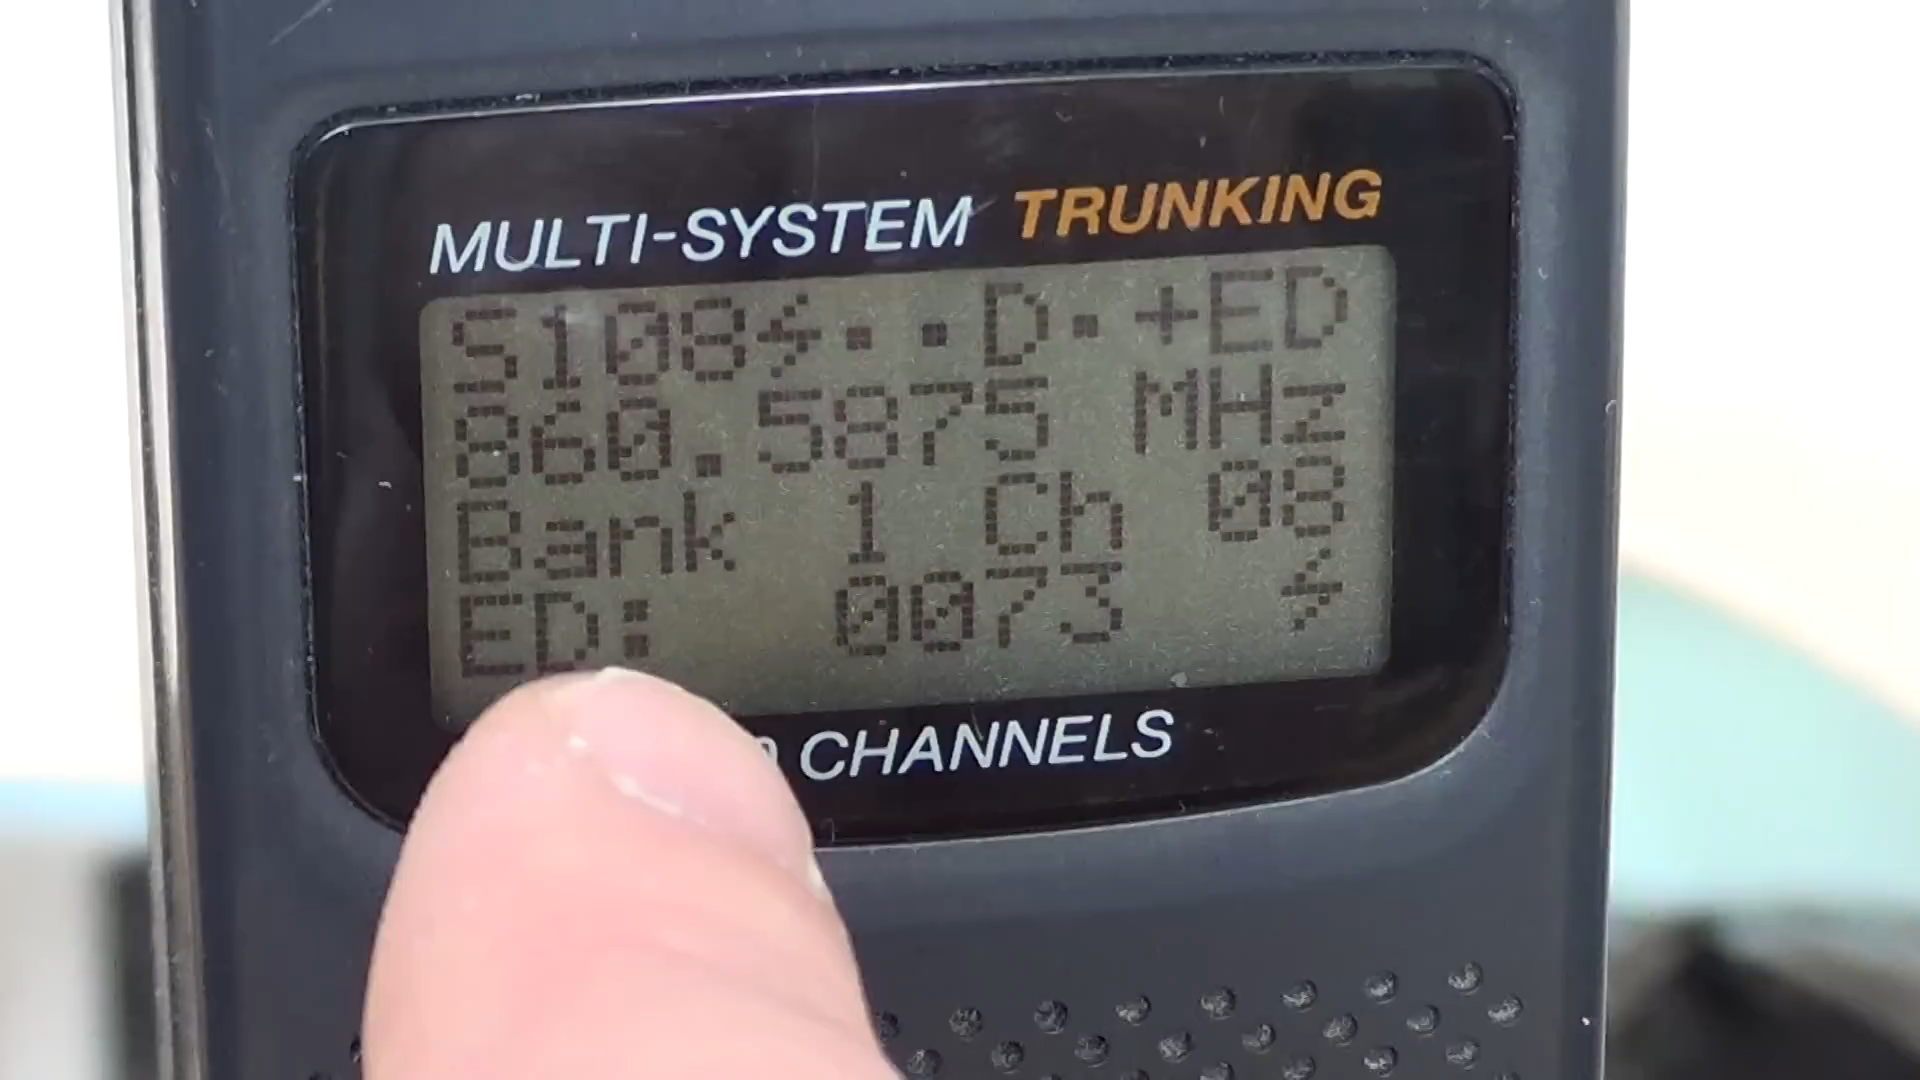 MULTI-SYSTEM TRUNKING
S108⚡..D.+ED
860.5875 MHz
Bank 1 Ch 08
ED: 0073 ⚡
CHANNELS